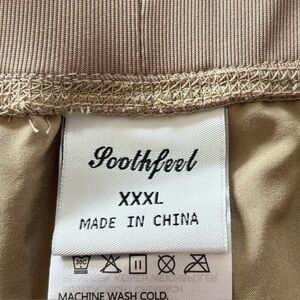 Soothfeel
XXXL
MADE IN CHINA
MACHINE WASH COLD,